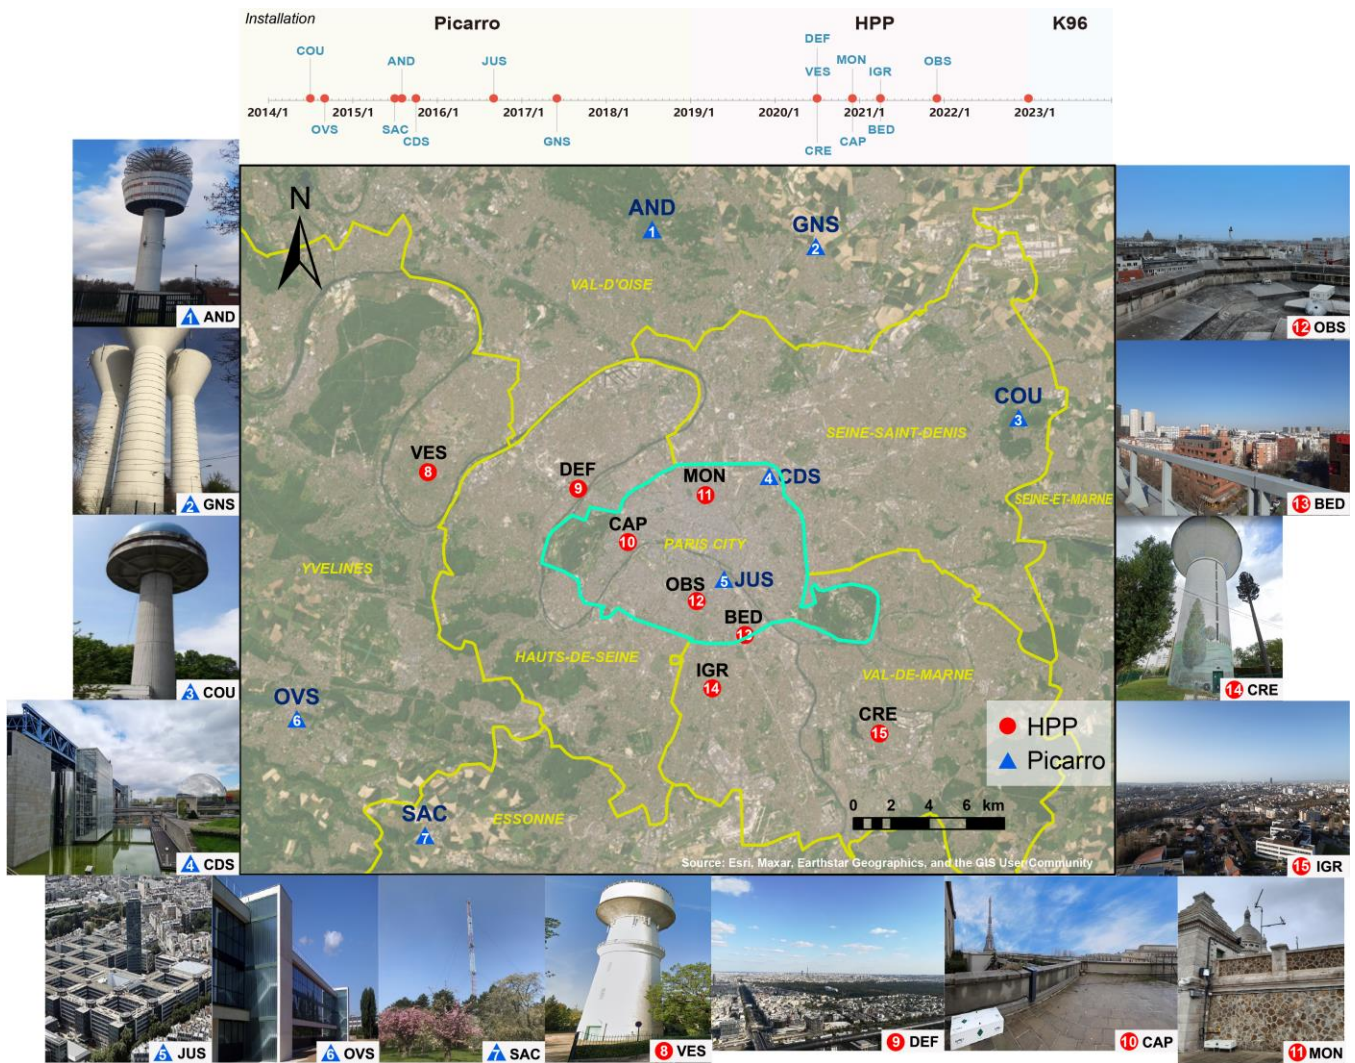 Installation
Picarro
HPP
K96
DEF
COU
AND
JUS
VES
MON
IGR
OBS
2014/1 2015/1 2016/1 2017/1 2018/1 2019/1 2020/1 2021/1 2022/1 2023/1
OVS
SAC
CDS
GNS
CRE
CAP
BED
N
AND
1
GNS
2
VAL-D'OISE
COU
3
SEINE-SAINT-DENIS
VES
8
DEF
9
MON
11
4 CDS
SEINE-ET-MARNE
CAP
10
PARIS CITY
YVELINES
5 JUS
OBS
12
BED
13
HAUTS-DE-SEINE
IGR
14
VAL-DE-MARNE
OVS
6
CRE
15
HPP
Picarro
SAC
7
ESSONNE
0 2 4 6 km
Source: Esri, Maxar, Earthstar Geographics, and the GIS User Community
1 AND
2 GNS
3 COU
4 CDS
5 JUS
6 OVS
7 SAC
8 VES
9 DEF
10 CAP
11 MON
12 OBS
13 BED
14 CRE
15 IGR